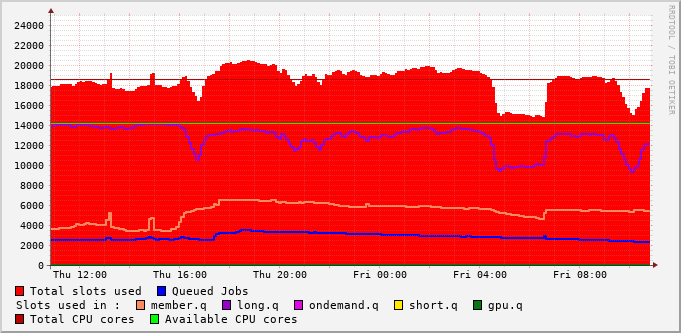 24000
22000
20000
18000
16000
14000
12000
10000
8000
6000
4000
2000
0
Thu 12:00 Thu 16:00 Thu 20:00 Fri 00:00 Fri 04:00 Fri 08:00
Total slots used Queued Jobs
Slots used in : member.q long.q ondemand.q short.q gpu.q
Total CPU cores Available CPU cores
RRDTOOL / TOBI OETIKER